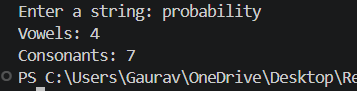 Enter a string: probability
Vowels: 4
Consonants: 7
PS C:\Users\Gaurav\OneDrive\Desktop\Re